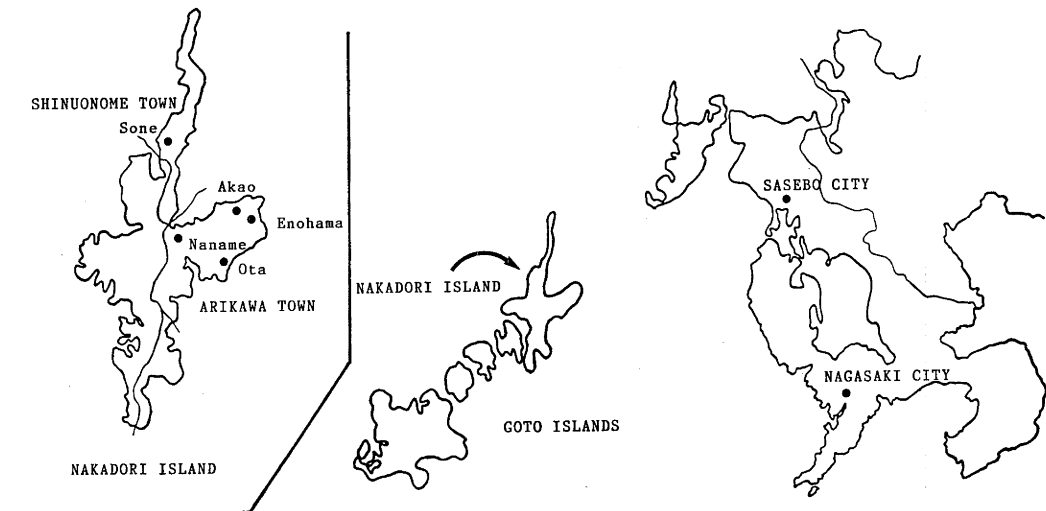 SHINUONOME TOWN
Sone
Akao
Enohama
Naname
Ota
ARIKAWA TOWN
NAKADORI ISLAND
NAKADORI ISLAND
GOTO ISLANDS
SASEBO CITY
NAGASAKI CITY